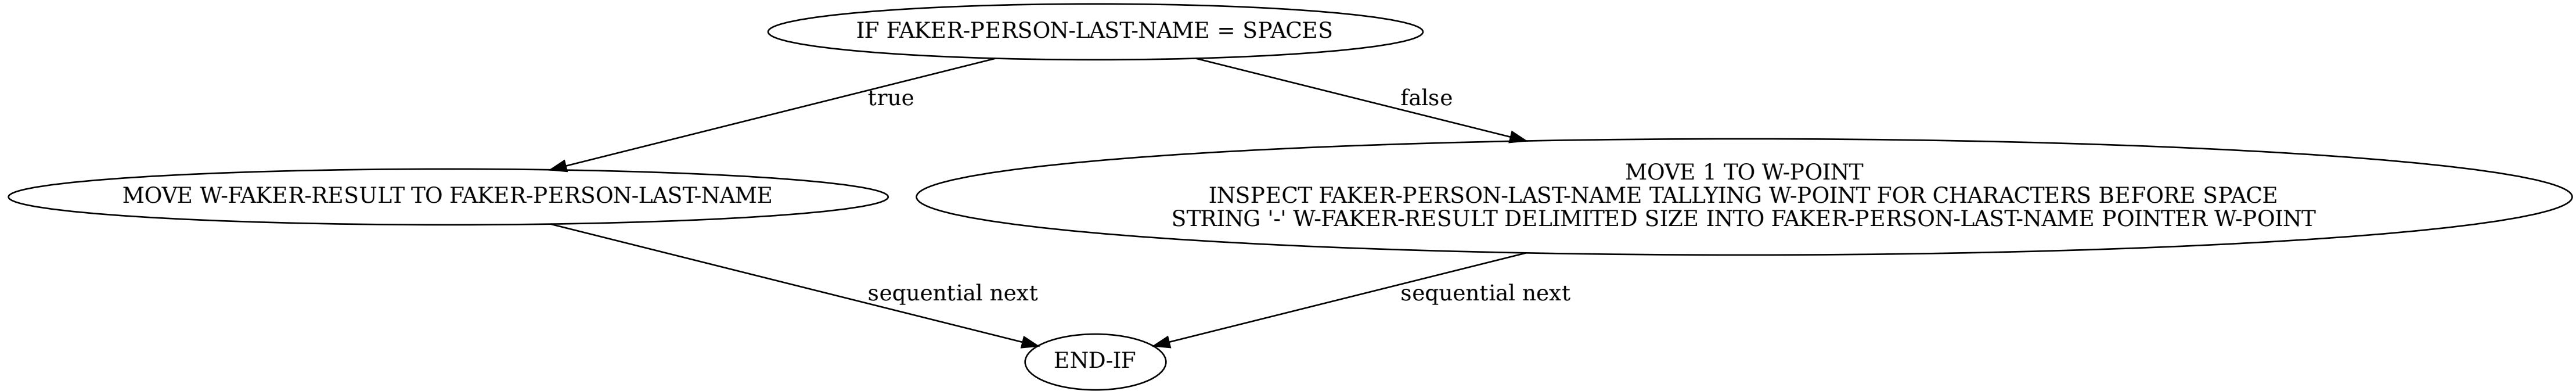 IF FAKER-PERSON-LAST-NAME = SPACES
true
false
MOVE W-FAKER-RESULT TO FAKER-PERSON-LAST-NAME
MOVE 1 TO W-POINT
INSPECT FAKER-PERSON-LAST-NAME TALLYING W-POINT FOR CHARACTERS BEFORE SPACE
STRING '-' W-FAKER-RESULT DELIMITED SIZE INTO FAKER-PERSON-LAST-NAME POINTER W-POINT
sequential next
sequential next
END-IF